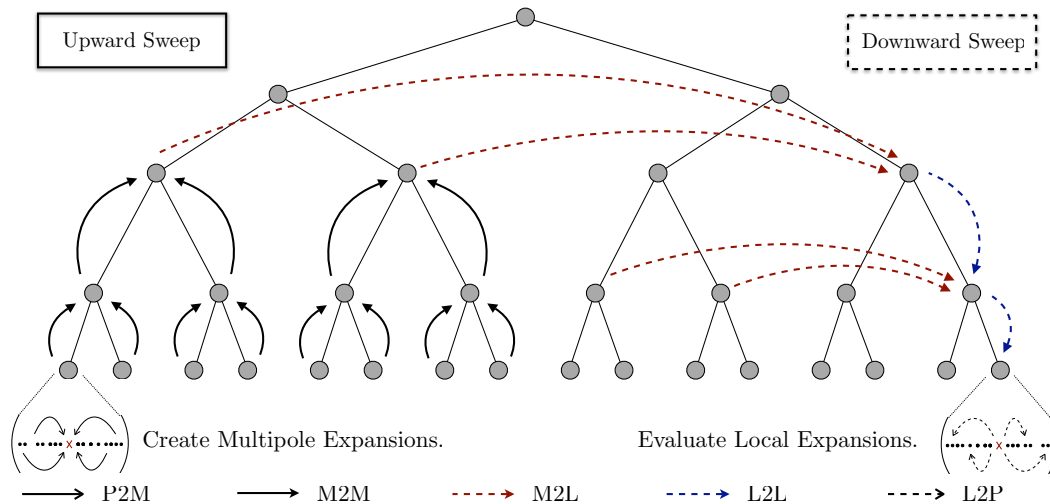 Upward Sweep
Downward Sweep
x
x
Create Multipole Expansions.
Evaluate Local Expansions.
P2M
M2M
M2L
L2L
L2P